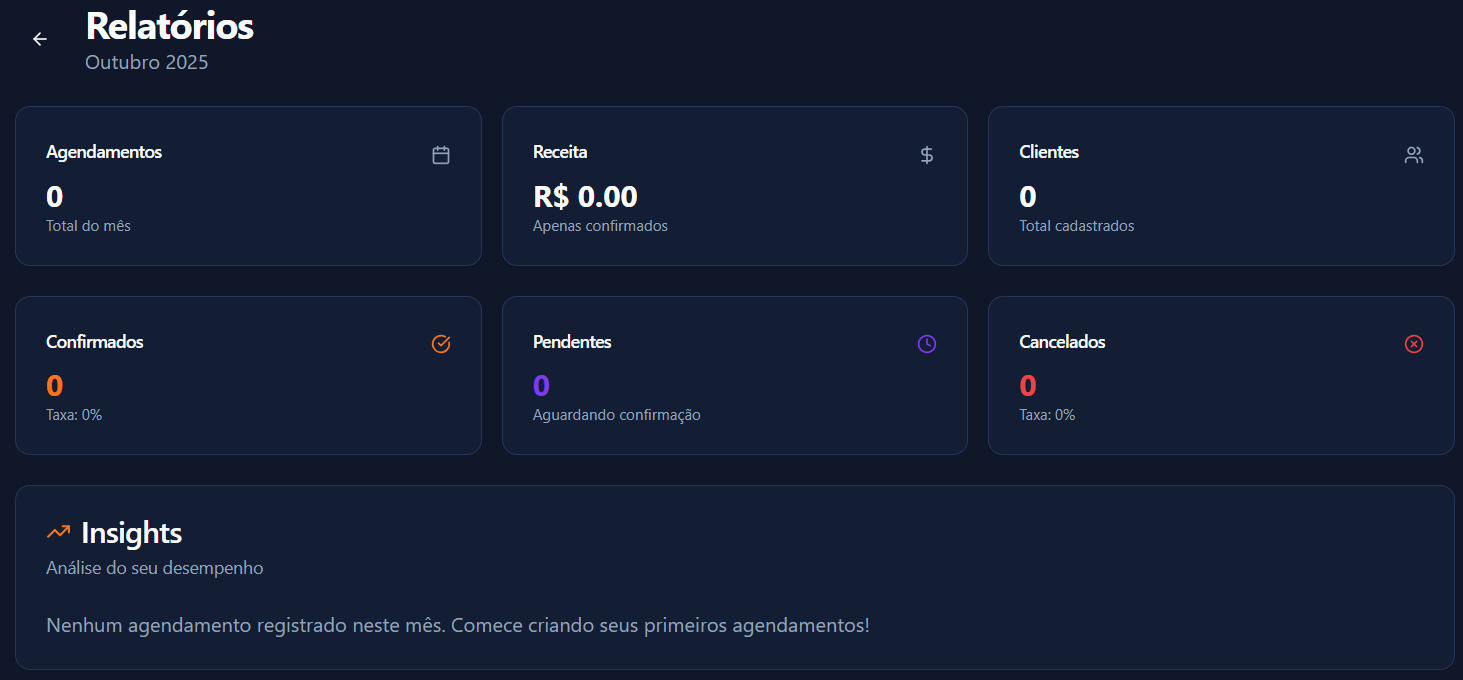 Relatórios
Outubro 2025
Agendamentos
0
Total do mês
Receita
R$ 0.00
Apenas confirmados
Clientes
0
Total cadastrados
Confirmados
0
Taxa: 0%
Pendentes
0
Aguardando confirmação
Cancelados
0
Taxa: 0%
Insights
Análise do seu desempenho
Nenhum agendamento registrado neste mês. Comece criando seus primeiros agendamentos!